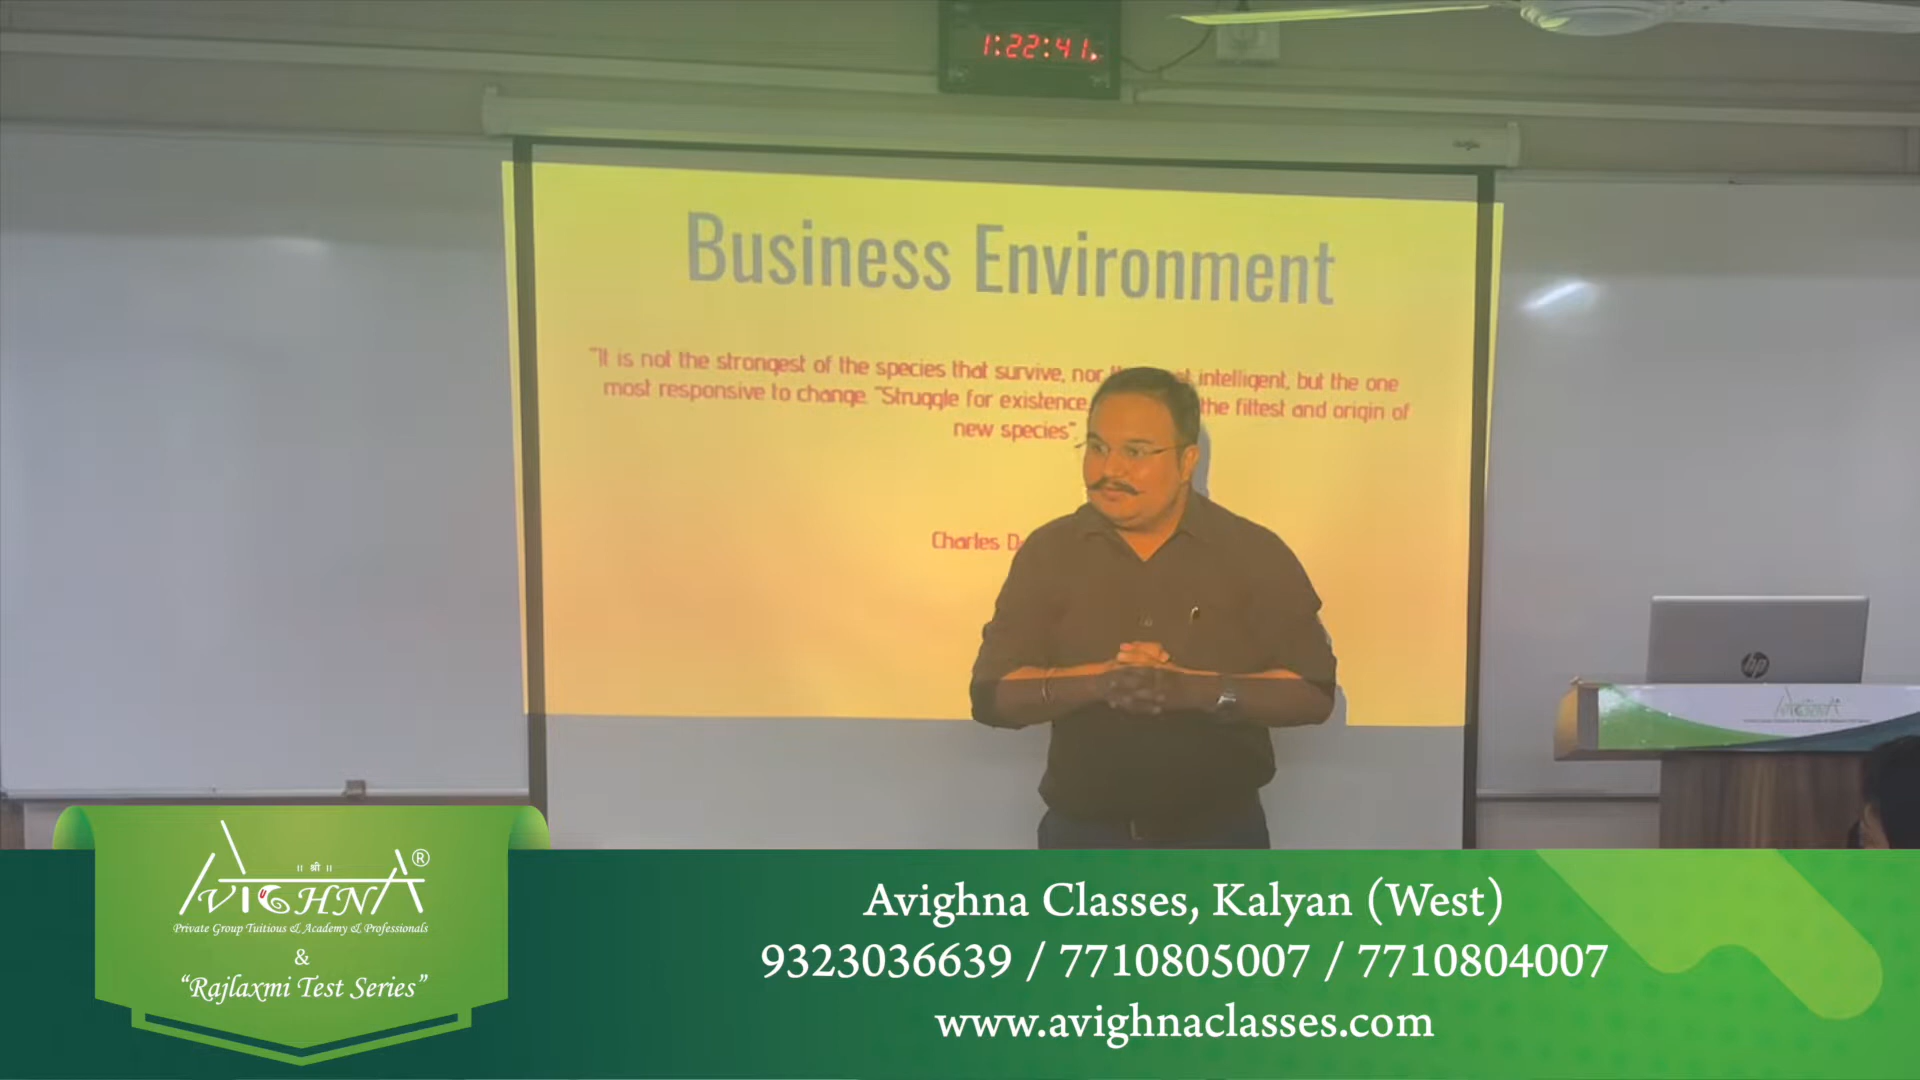 1:22:41
Business Environment
"It is not the strongest of the species that survive, nor intelligent, but the one
most responsive to change. "Struggle for existence, the fittest and origin of
new species".
Charles D
hp
|| श्री ||
AVIGHNA®
Private Group Tuitions & Academy & Professionals
&
"Rajlaxmi Test Series"
Avighna Classes, Kalyan (West)
9323036639 / 7710805007 / 7710804007
www.avighnaclasses.com